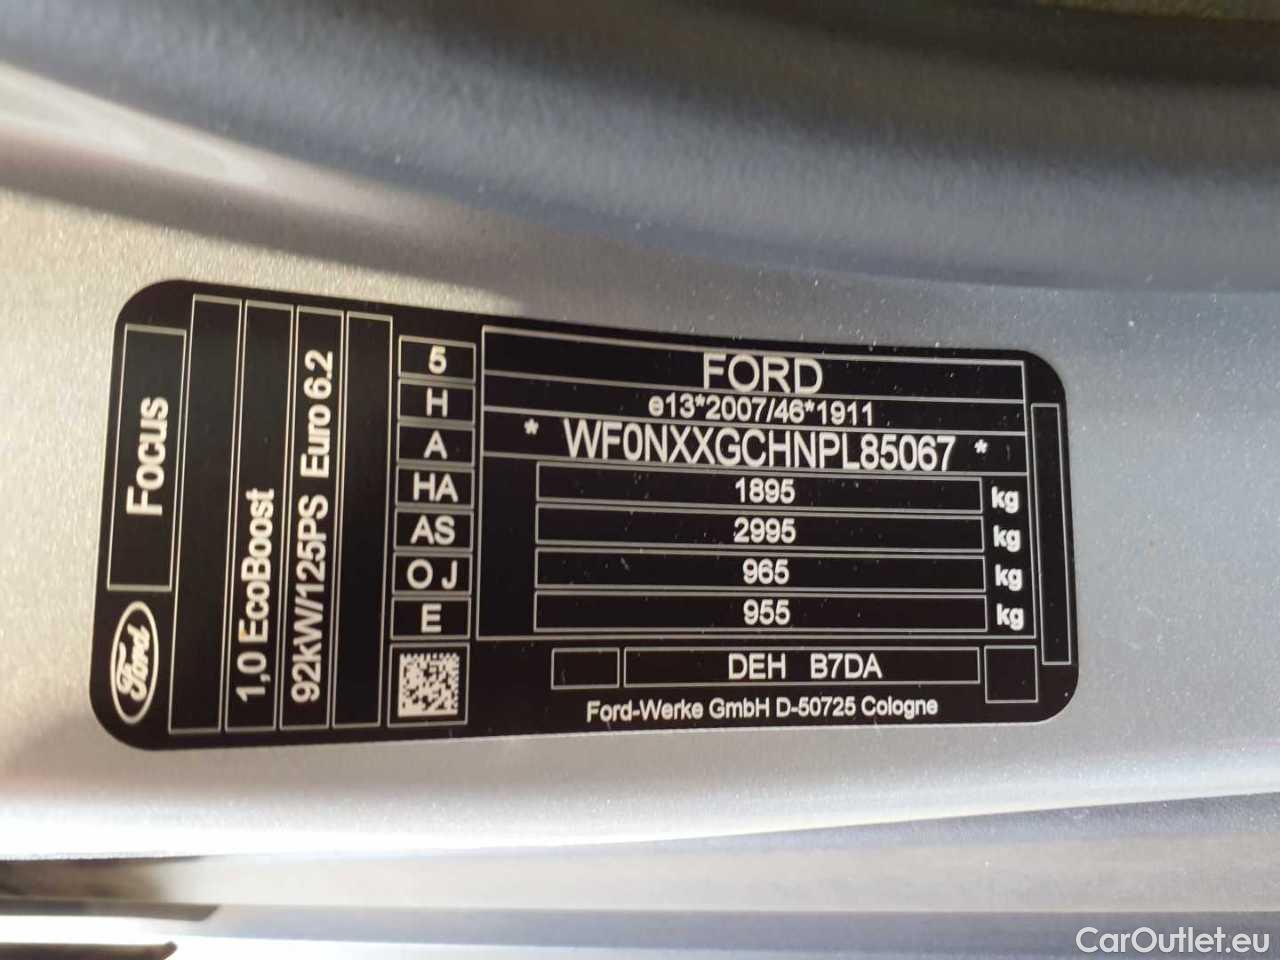 Ford
Focus
1,0 EcoBoost
92kW/125PS Euro 6.2
5
H
A
HA
AS
O J
E
FORD
e13*2007/46*1911
* WF0NXXGCHNPL85067 *
1895 kg
2995 kg
965 kg
955 kg
DEH B7DA
Ford-Werke GmbH D-50725 Cologne
CarOutlet.eu